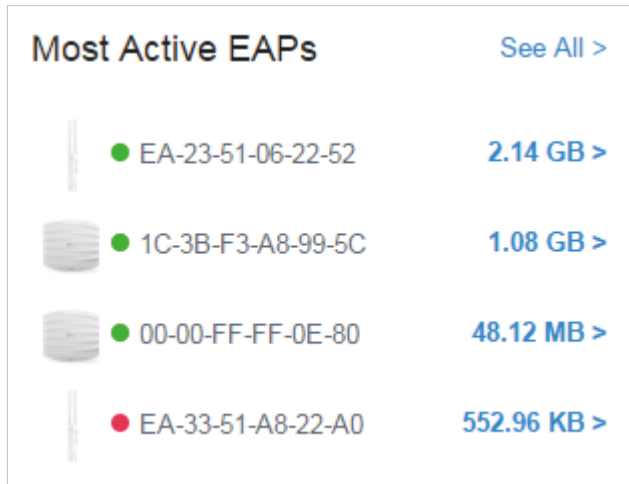 Most Active EAPs See All >
EA-23-51-06-22-52 2.14 GB >
1C-3B-F3-A8-99-5C 1.08 GB >
00-00-FF-FF-0E-80 48.12 MB >
EA-33-51-A8-22-A0 552.96 KB >